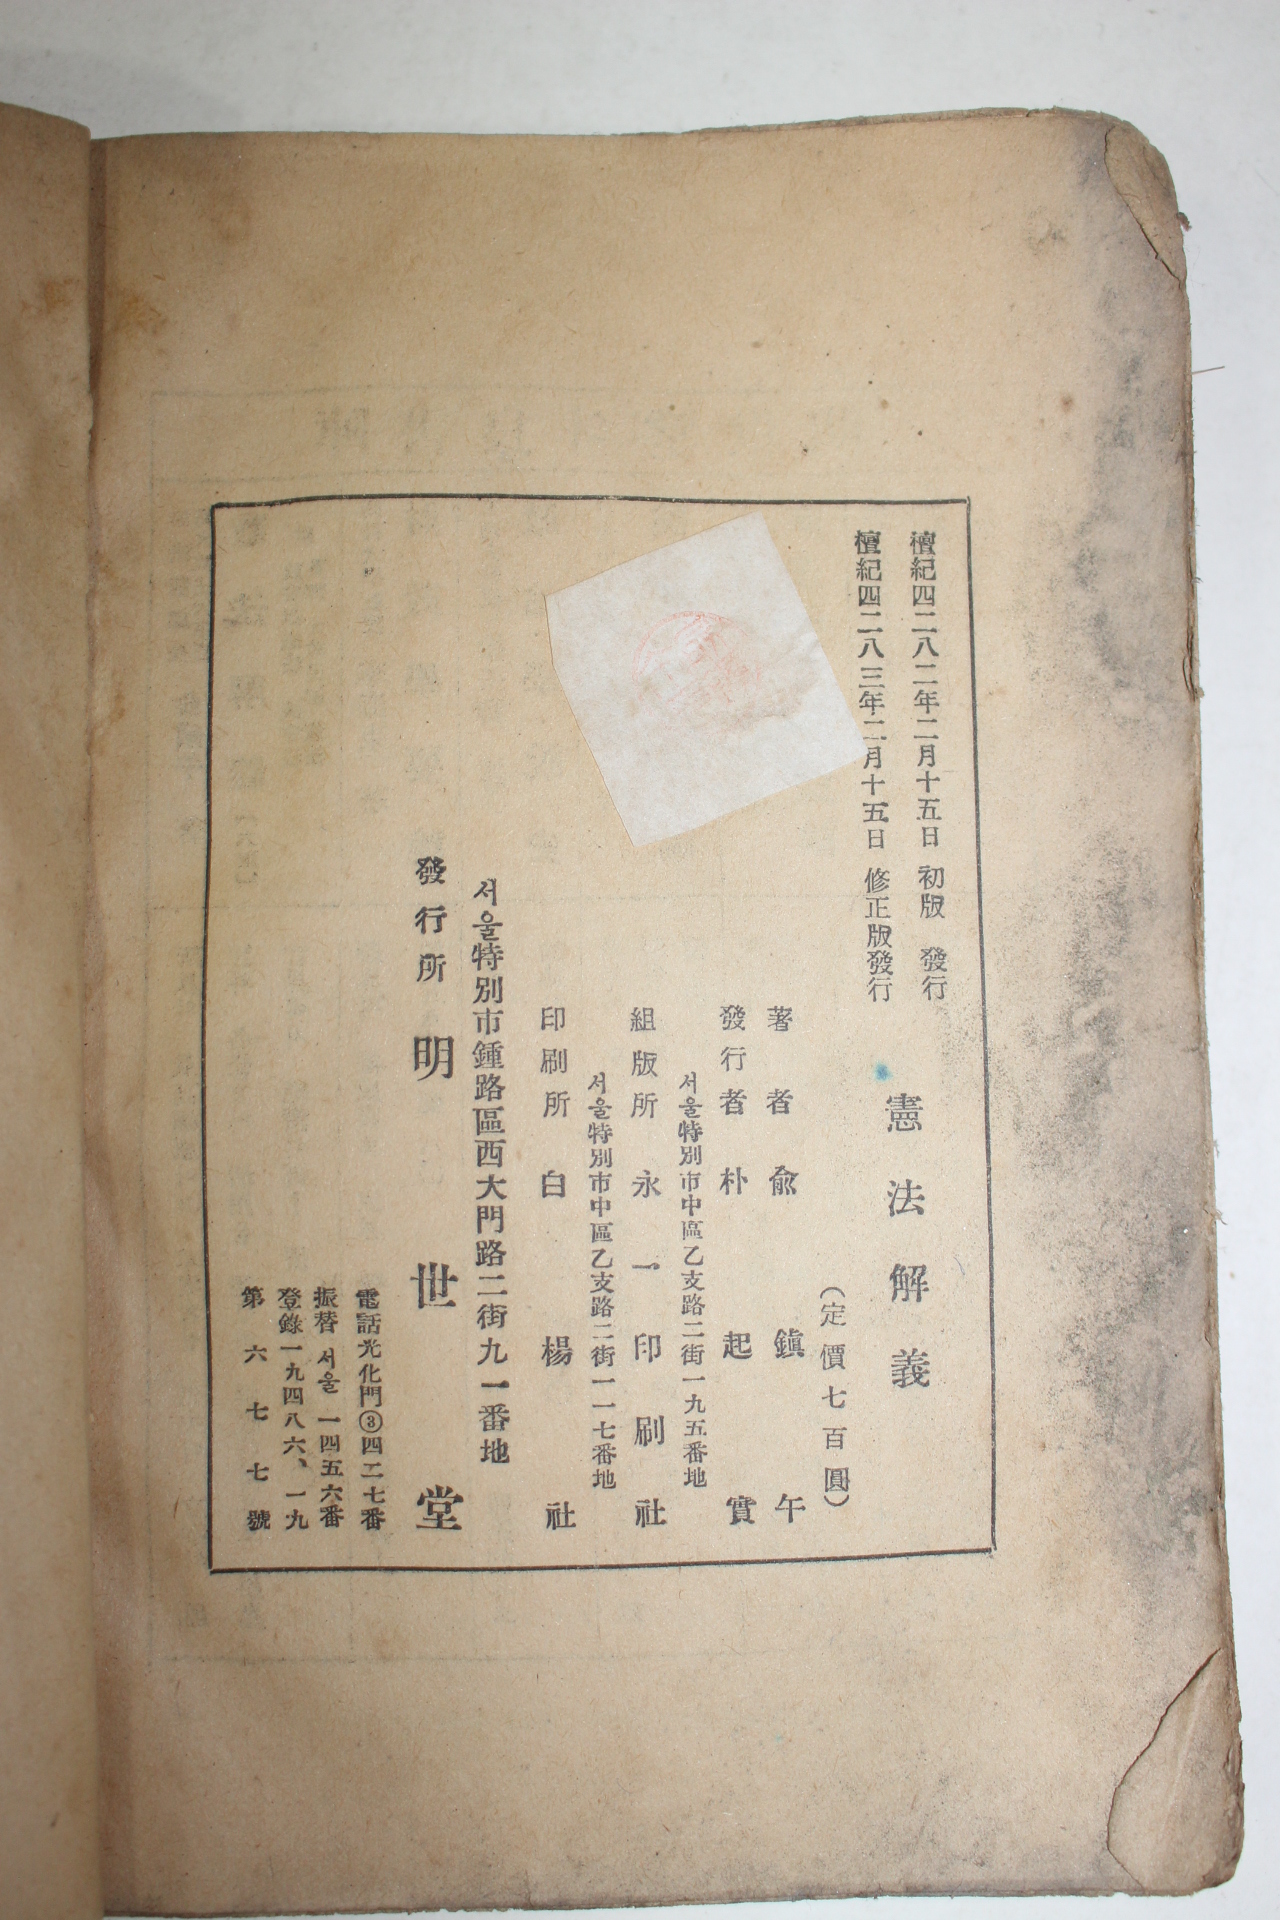 檀紀四二八二年二月十五日 初版 發行
檀紀四二八三年二月十五日 修正版發行
憲法解義
(定價七百圓)
著者 兪鎭午
發行者 朴起實
서울特別市中區乙支路二街一九五番地
組版所 永一印刷社
서울特別市中區乙支路二街一一七番地
印刷所 白楊社
서울特別市鍾路區西大門路二街九一番地
發行所 明世堂
電話光化門③四二七番
振替서울一四五六番
登錄一九四八六、一九
第六七七號